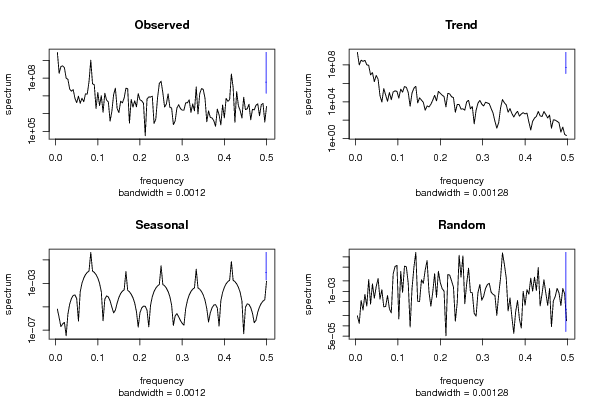 Observed
spectrum
1e+05 1e+08
0.0 0.1 0.2 0.3 0.4 0.5
frequency
bandwidth = 0.0012
Trend
spectrum
1e+00 1e+04 1e+08
0.0 0.1 0.2 0.3 0.4 0.5
frequency
bandwidth = 0.00128
Seasonal
spectrum
1e-07 1e-03
0.0 0.1 0.2 0.3 0.4 0.5
frequency
bandwidth = 0.0012
Random
spectrum
5e-05 1e-03
0.0 0.1 0.2 0.3 0.4 0.5
frequency
bandwidth = 0.00128